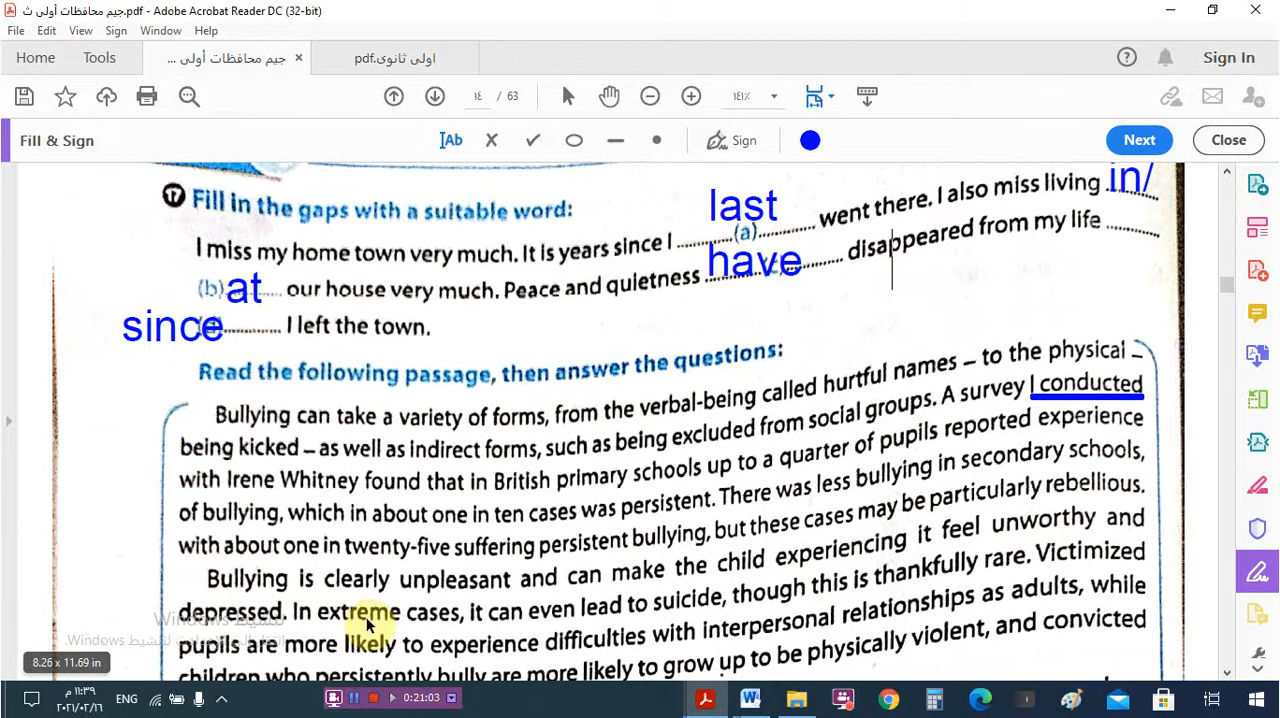 جيم محافظات أولى ث.pdf - Adobe Acrobat Reader DC (32-bit)
File Edit View Sign Window Help
Home Tools جيم محافظات أولى ... × اولى ثانوى.pdf Sign In
١٤ / 63 ١٤١٪
Fill & Sign Ab Sign Next Close
17 Fill in the gaps with a suitable word:
I miss my home town very much. It is years since I ..........(a).......... last went there. I also miss living .......... in/
(b).......... at our house very much. Peace and quietness .......... have .......... disappeared from my life ..........
since .......... I left the town.
Read the following passage, then answer the questions:
Bullying can take a variety of forms, from the verbal-being called hurtful names – to the physical –
being kicked – as well as indirect forms, such as being excluded from social groups. A survey I conducted
with Irene Whitney found that in British primary schools up to a quarter of pupils reported experience
of bullying, which in about one in ten cases was persistent. There was less bullying in secondary schools,
with about one in twenty-five suffering persistent bullying, but these cases may be particularly rebellious.
Bullying is clearly unpleasant and can make the child experiencing it feel unworthy and
depressed. In extreme cases, it can even lead to suicide, though this is thankfully rare. Victimized
pupils are more likely to experience difficulties with interpersonal relationships as adults, while
children who persistently bully are more likely to grow up to be physically violent, and convicted
تنشيط Windows
8.26 x 11.69 in
ENG 0:21:03
١١:٣٩ م
٢٠٢١/٠٢/١٦